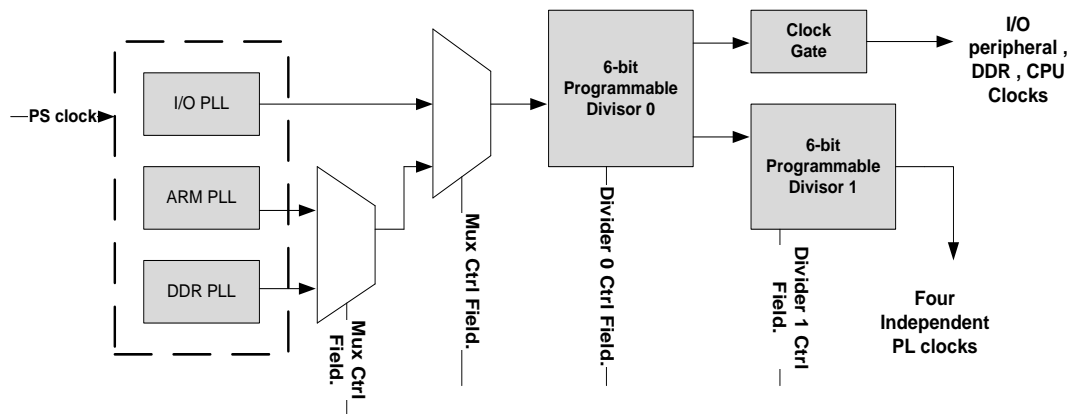 PS clock
I/O PLL
ARM PLL
DDR PLL
Mux Ctrl
Field.
Mux Ctrl Field.
6-bit
Programmable
Divisor 0
Divider 0 Ctrl Field.
Clock
Gate
6-bit
Programmable
Divisor 1
Divider 1 Ctrl
Field.
I/O
peripheral ,
DDR , CPU
Clocks
Four
Independent
PL clocks